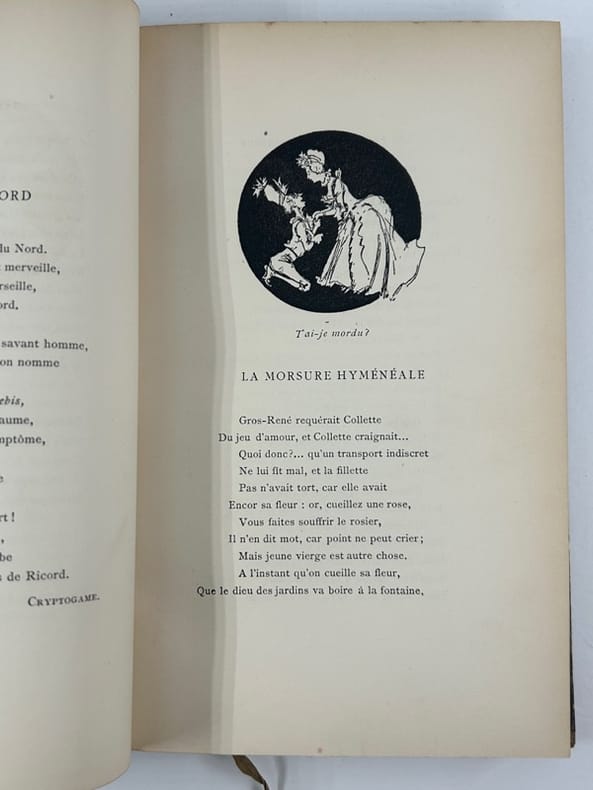 ORD
du Nord.
merveille,
rseille,
ord.
savant homme,
on nomme
ebis,
aume,
mptôme,
e
rt !
,
be
s de Ricord.
CRYPTOGAME.
T'ai-je mordu?
LA MORSURE HYMÉNÉALE
Gros-René requérait Collette
Du jeu d'amour, et Collette craignait...
Quoi donc?... qu'un transport indiscret
Ne lui fît mal, et la fillette
Pas n'avait tort, car elle avait
Encor sa fleur : or, cueillez une rose,
Vous faites souffrir le rosier,
Il n'en dit mot, car point ne peut crier;
Mais jeune vierge est autre chose.
A l'instant qu'on cueille sa fleur,
Que le dieu des jardins va boire à la fontaine,